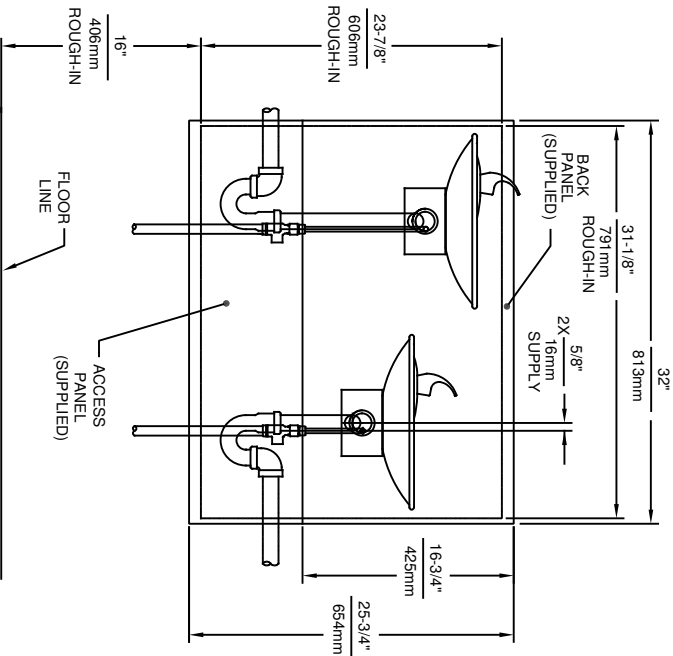 32"
813mm
31-1/8"
791mm
ROUGH-IN
BACK
PANEL
(SUPPLIED)
2X 5/8"
16mm
SUPPLY
23-7/8"
606mm
ROUGH-IN
16-3/4"
425mm
25-3/4"
654mm
16"
406mm
ROUGH-IN
FLOOR
LINE
ACCESS
PANEL
(SUPPLIED)